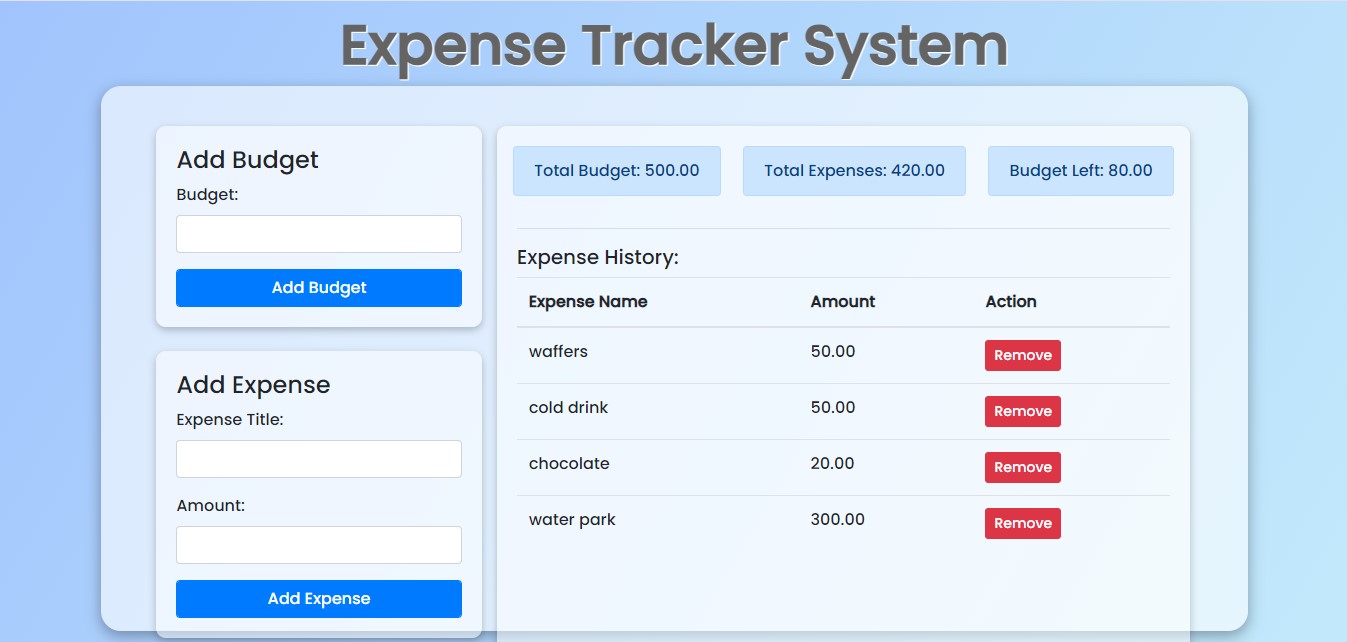 Expense Tracker System
Add Budget
Budget:
Add Budget
Add Expense
Expense Title:
Amount:
Add Expense
Total Budget: 500.00 Total Expenses: 420.00 Budget Left: 80.00
Expense History:
Expense Name Amount Action
waffers 50.00 Remove
cold drink 50.00 Remove
chocolate 20.00 Remove
water park 300.00 Remove